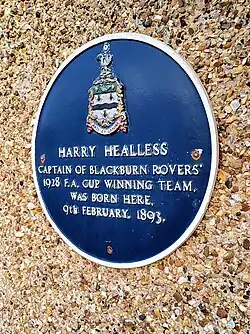 HARRY HEALLESS
CAPTAIN OF BLACKBURN ROVERS'
1928 F.A. CUP WINNING TEAM,
WAS BORN HERE,
9th FEBRUARY, 1893.